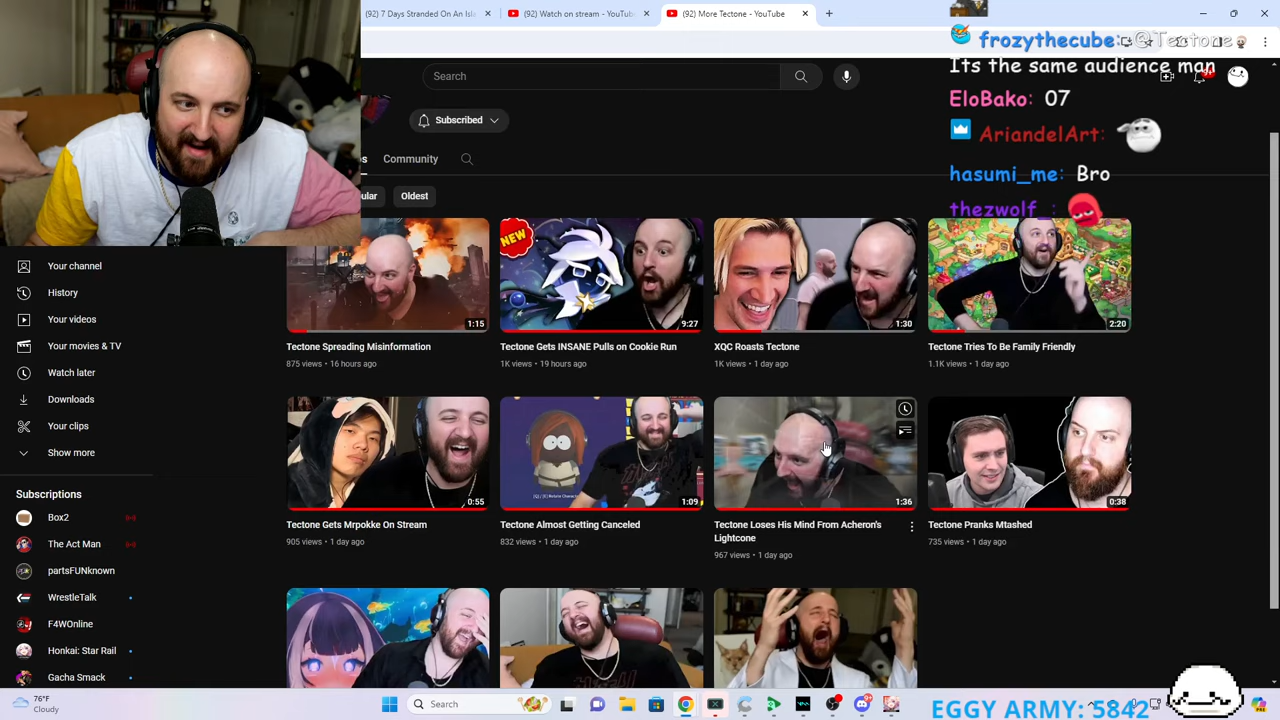 (92) 7 Days Stranded On An Isl
(92) Watch on stream - YouTube
(92) More Tectone - YouTube
frozythecube: @Tectone
Its the same audience man
EloBako: 07
AriandelArt:
hasumi_me: Bro
thezwolf_:
Search
Subscribed
Community
Oldest
Your channel
History
Your videos
Your movies & TV
Watch later
Downloads
Your clips
Show more
Subscriptions
Box2
The Act Man
partsFUNknown
WrestleTalk
F4WOnline
Honkai: Star Rail
Gacha Smack
1:15
Tectone Spreading Misinformation
875 views • 16 hours ago
NEW
9:27
Tectone Gets INSANE Pulls on Cookie Run
1K views • 19 hours ago
1:30
XQC Roasts Tectone
1K views • 1 day ago
2:20
Tectone Tries To Be Family Friendly
1.1K views • 1 day ago
0:55
Tectone Gets Mrpokke On Stream
905 views • 1 day ago
1:09
Tectone Almost Getting Canceled
832 views • 1 day ago
1:36
Tectone Loses His Mind From Acheron's
Lightcone
967 views • 1 day ago
0:38
Tectone Pranks Mtashed
735 views • 1 day ago
76°F
Cloudy
Search
EGGY ARMY: 5842